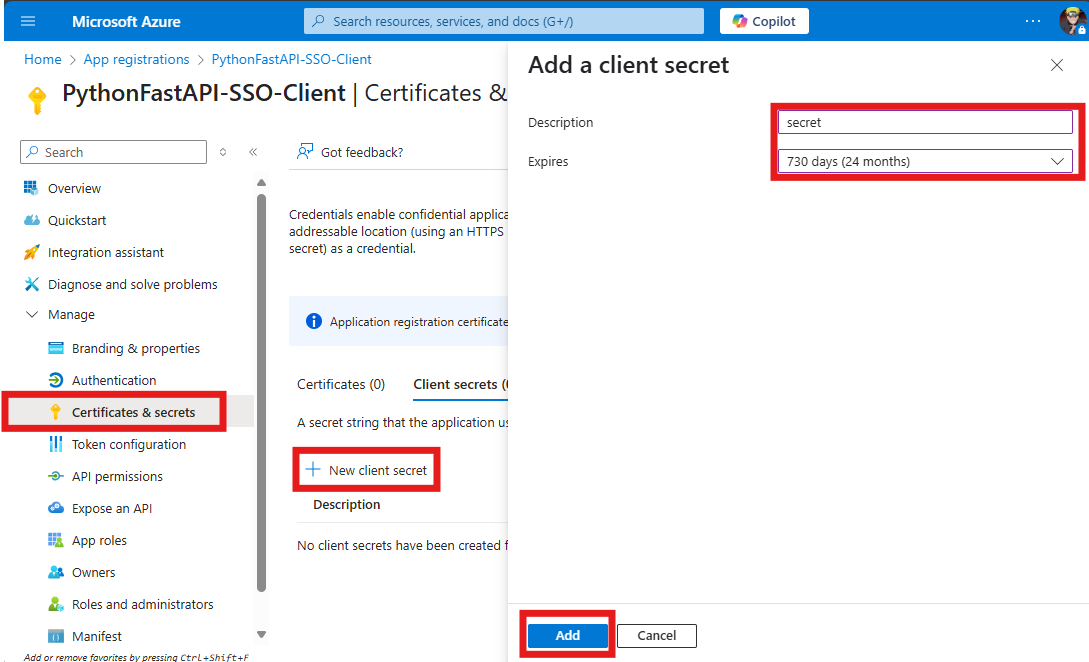 Microsoft Azure
Search resources, services, and docs (G+/)
Copilot
Home > App registrations > PythonFastAPI-SSO-Client
PythonFastAPI-SSO-Client | Certificates &
Search
Got feedback?
Overview
Quickstart
Integration assistant
Diagnose and solve problems
Manage
Branding & properties
Authentication
Certificates & secrets
Token configuration
API permissions
Expose an API
App roles
Owners
Roles and administrators
Manifest
Add or remove favorites by pressing Ctrl+Shift+F
Credentials enable confidential applica
addressable location (using an HTTPS
secret) as a credential.
Application registration certificate
Certificates (0)
Client secrets (
A secret string that the application us
New client secret
Description
No client secrets have been created f
Add a client secret
Description
secret
Expires
730 days (24 months)
Add
Cancel